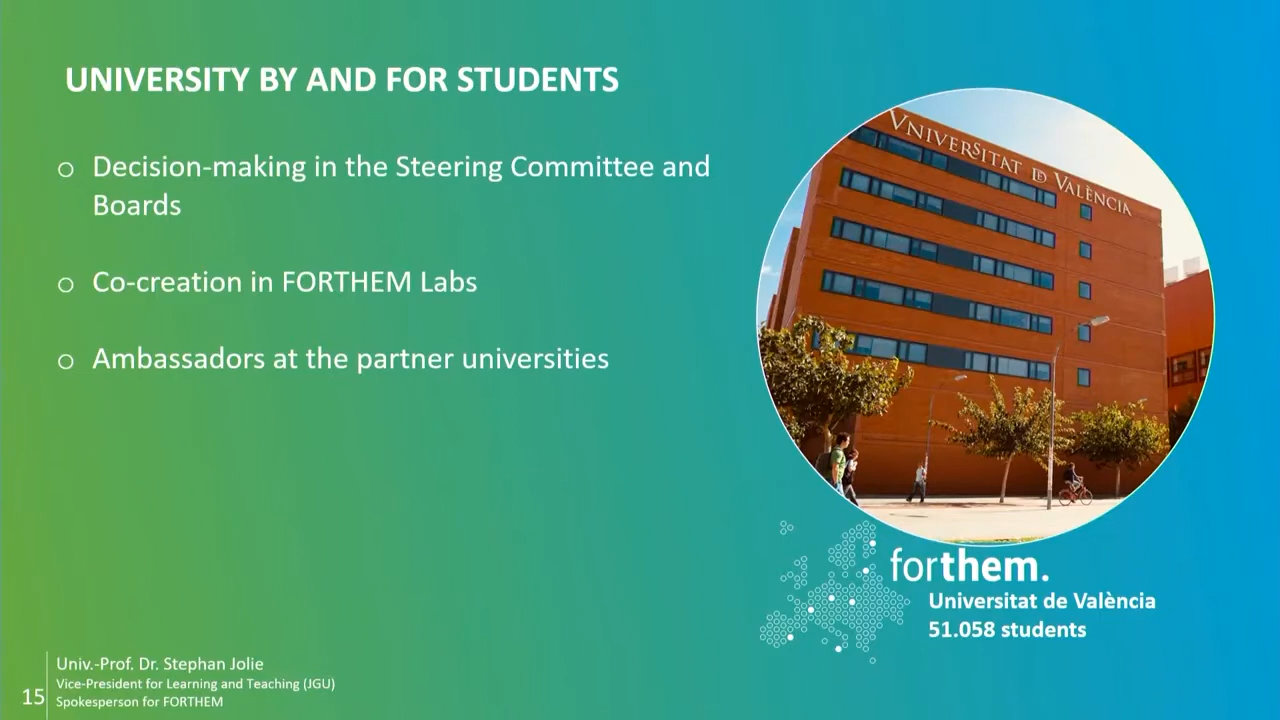 UNIVERSITY BY AND FOR STUDENTS
o Decision-making in the Steering Committee and
Boards
o Co-creation in FORTHEM Labs
o Ambassadors at the partner universities
VNIVERSITAT DE VALÈNCIA
forthem.
Universitat de València
51.058 students
Univ.-Prof. Dr. Stephan Jolie
Vice-President for Learning and Teaching (JGU)
15
Spokesperson for FORTHEM